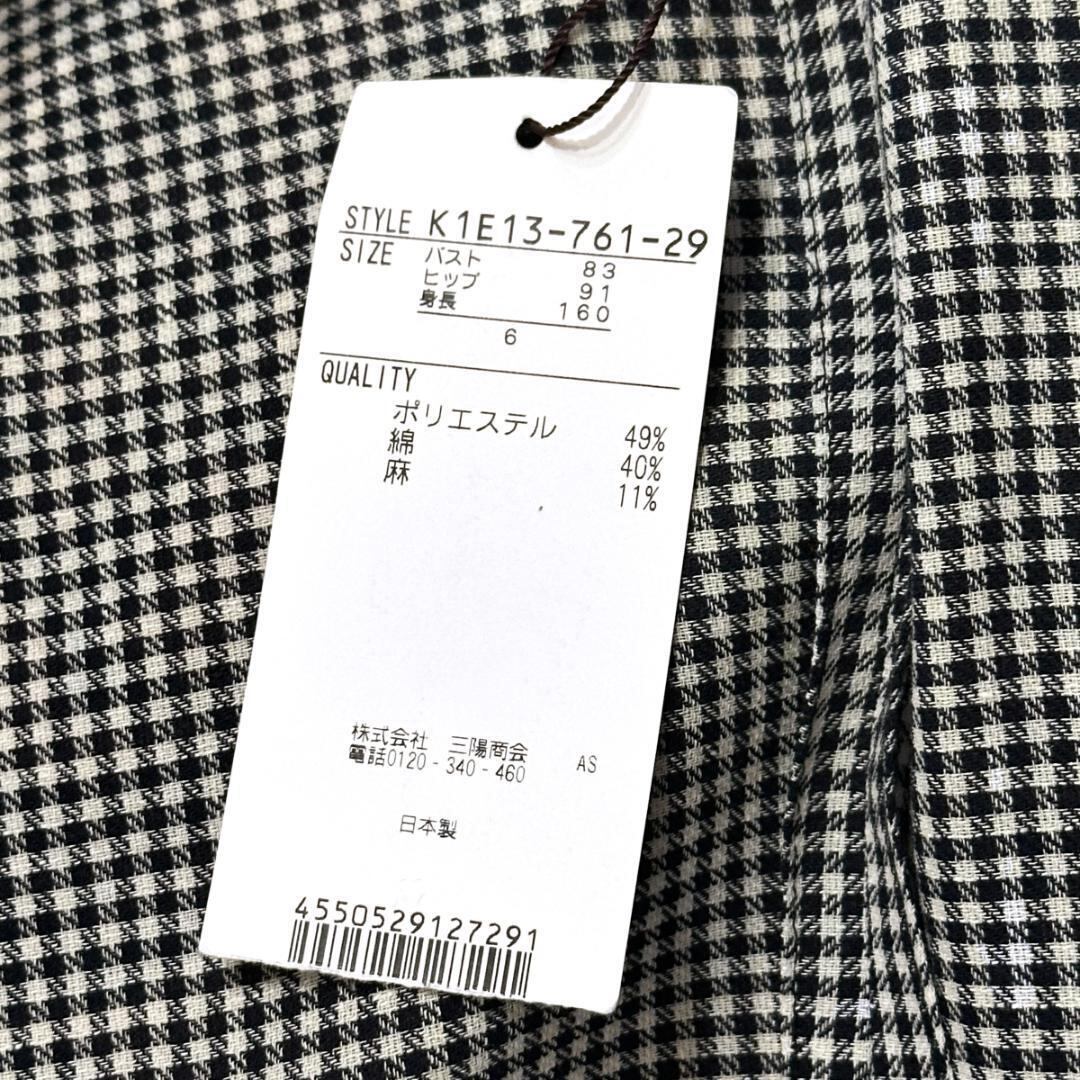 STYLE K1E13-761-29
SIZE バスト 83
ヒップ 91
身長 160
6
QUALITY
ポリエステル 49%
綿 40%
麻 11%
株式会社 三陽商会
電話0120-340-460 AS
日本製
4550529127291